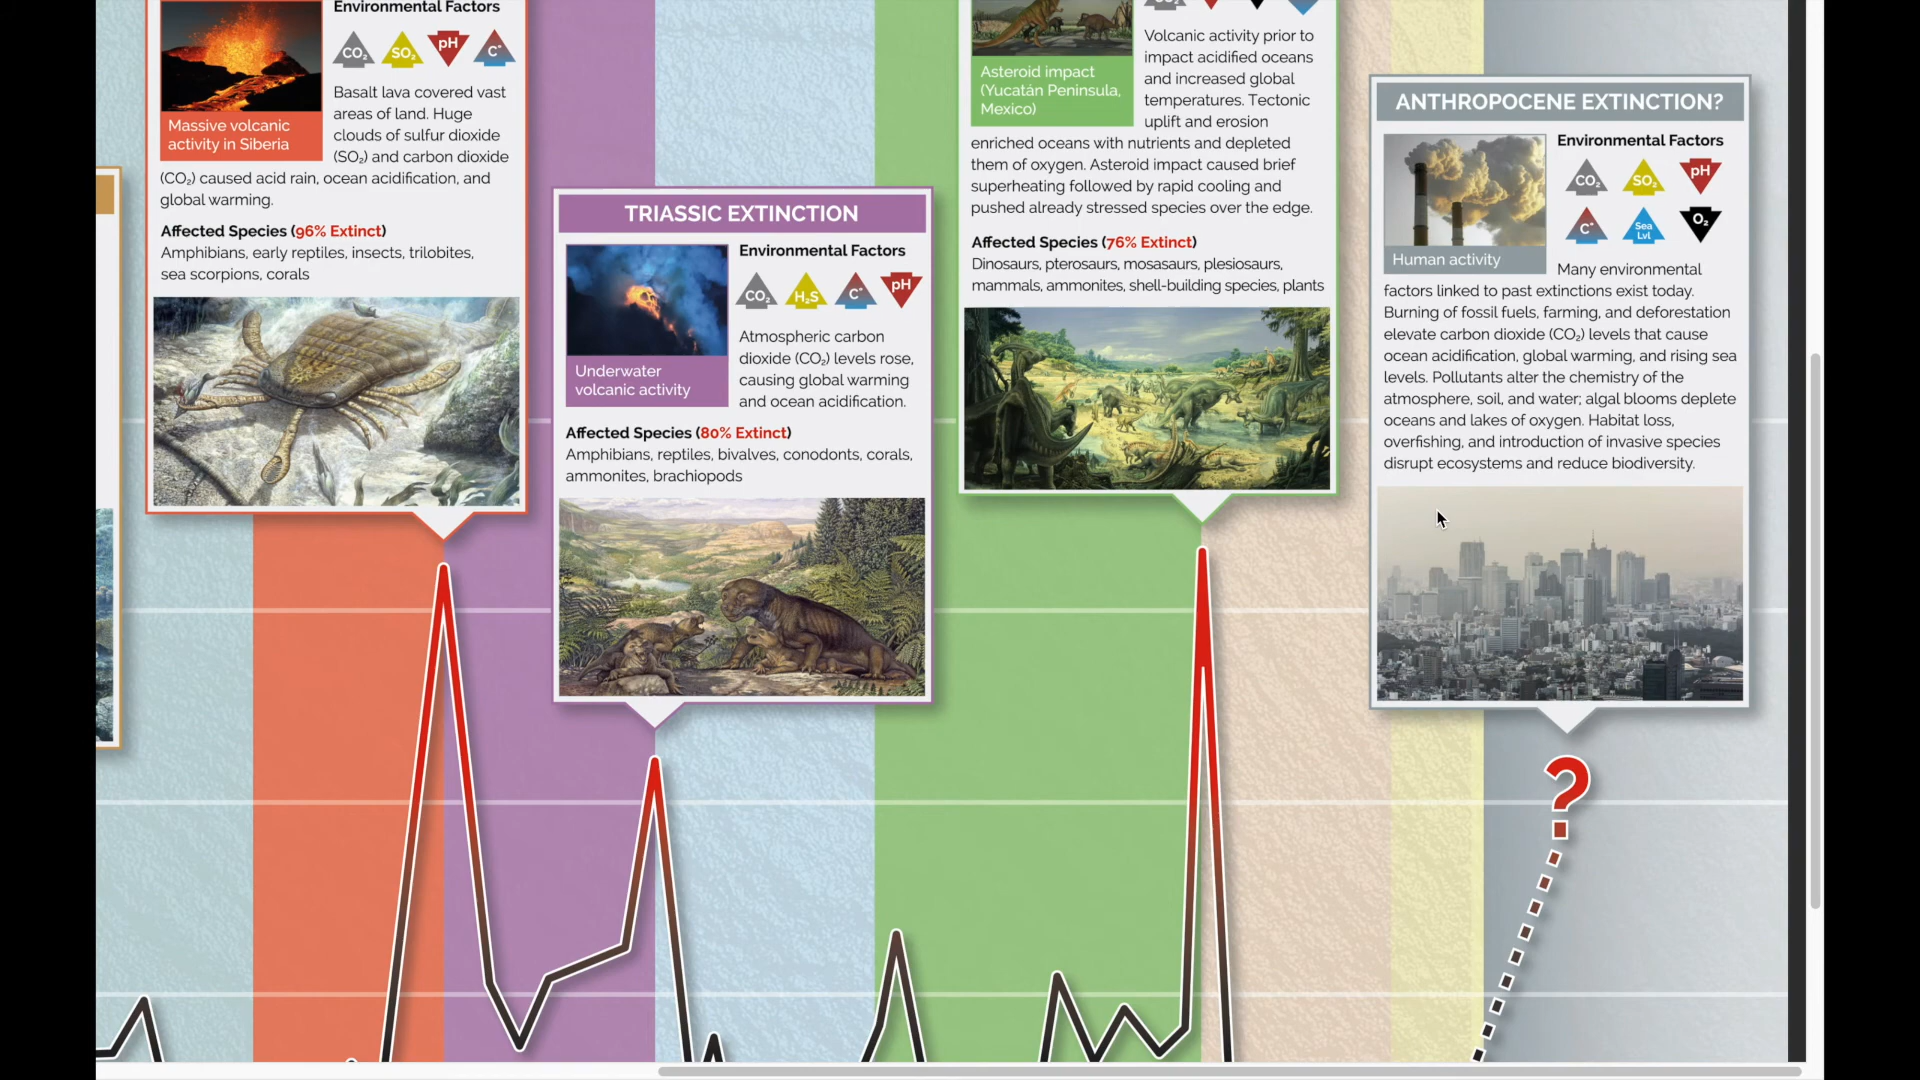 Environmental Factors
CO₂ SO₂ pH C°
Massive volcanic
activity in Siberia
Basalt lava covered vast
areas of land. Huge
clouds of sulfur dioxide
(SO₂) and carbon dioxide
(CO₂) caused acid rain, ocean acidification, and
global warming.
Affected Species (96% Extinct)
Amphibians, early reptiles, insects, trilobites,
sea scorpions, corals
TRIASSIC EXTINCTION
Environmental Factors
CO₂ H₂S C° pH
Underwater
volcanic activity
Atmospheric carbon
dioxide (CO₂) levels rose,
causing global warming
and ocean acidification.
Affected Species (80% Extinct)
Amphibians, reptiles, bivalves, conodonts, corals,
ammonites, brachiopods
Asteroid impact
(Yucatán Peninsula,
Mexico)
Volcanic activity prior to
impact acidified oceans
and increased global
temperatures. Tectonic
uplift and erosion
enriched oceans with nutrients and depleted
them of oxygen. Asteroid impact caused brief
superheating followed by rapid cooling and
pushed already stressed species over the edge.
Affected Species (76% Extinct)
Dinosaurs, pterosaurs, mosasaurs, plesiosaurs,
mammals, ammonites, shell-building species, plants
ANTHROPOCENE EXTINCTION?
Environmental Factors
CO₂ SO₂ pH
C° Sea Lvl O₂
Human activity
Many environmental
factors linked to past extinctions exist today.
Burning of fossil fuels, farming, and deforestation
elevate carbon dioxide (CO₂) levels that cause
ocean acidification, global warming, and rising sea
levels. Pollutants alter the chemistry of the
atmosphere, soil, and water; algal blooms deplete
oceans and lakes of oxygen. Habitat loss,
overfishing, and introduction of invasive species
disrupt ecosystems and reduce biodiversity.
?